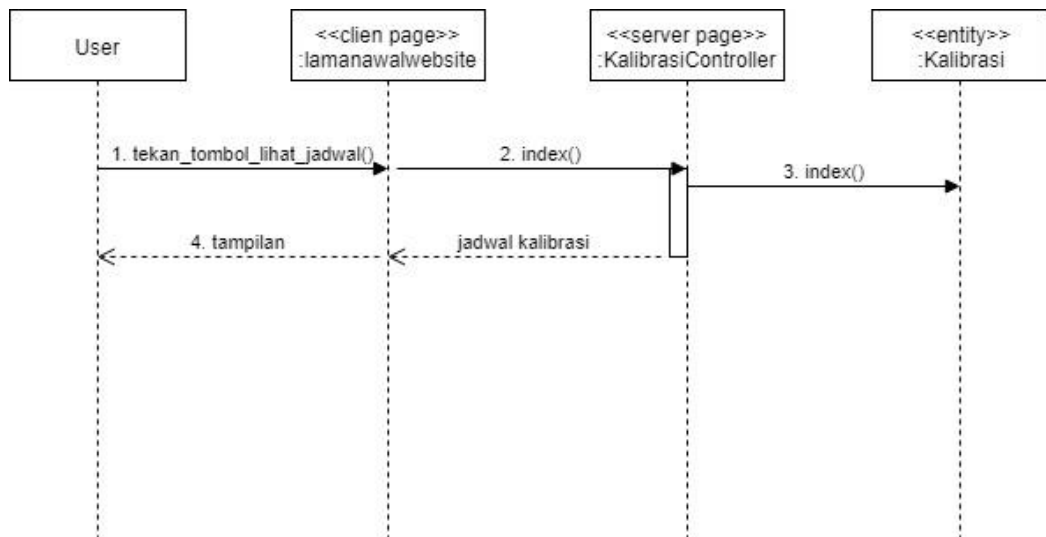 User
<<clien page>>
:lamanawalwebsite
<<server page>>
:KalibrasiController
<<entity>>
:Kalibrasi
1. tekan_tombol_lihat_jadwal()
2. index()
3. index()
4. tampilan
jadwal kalibrasi